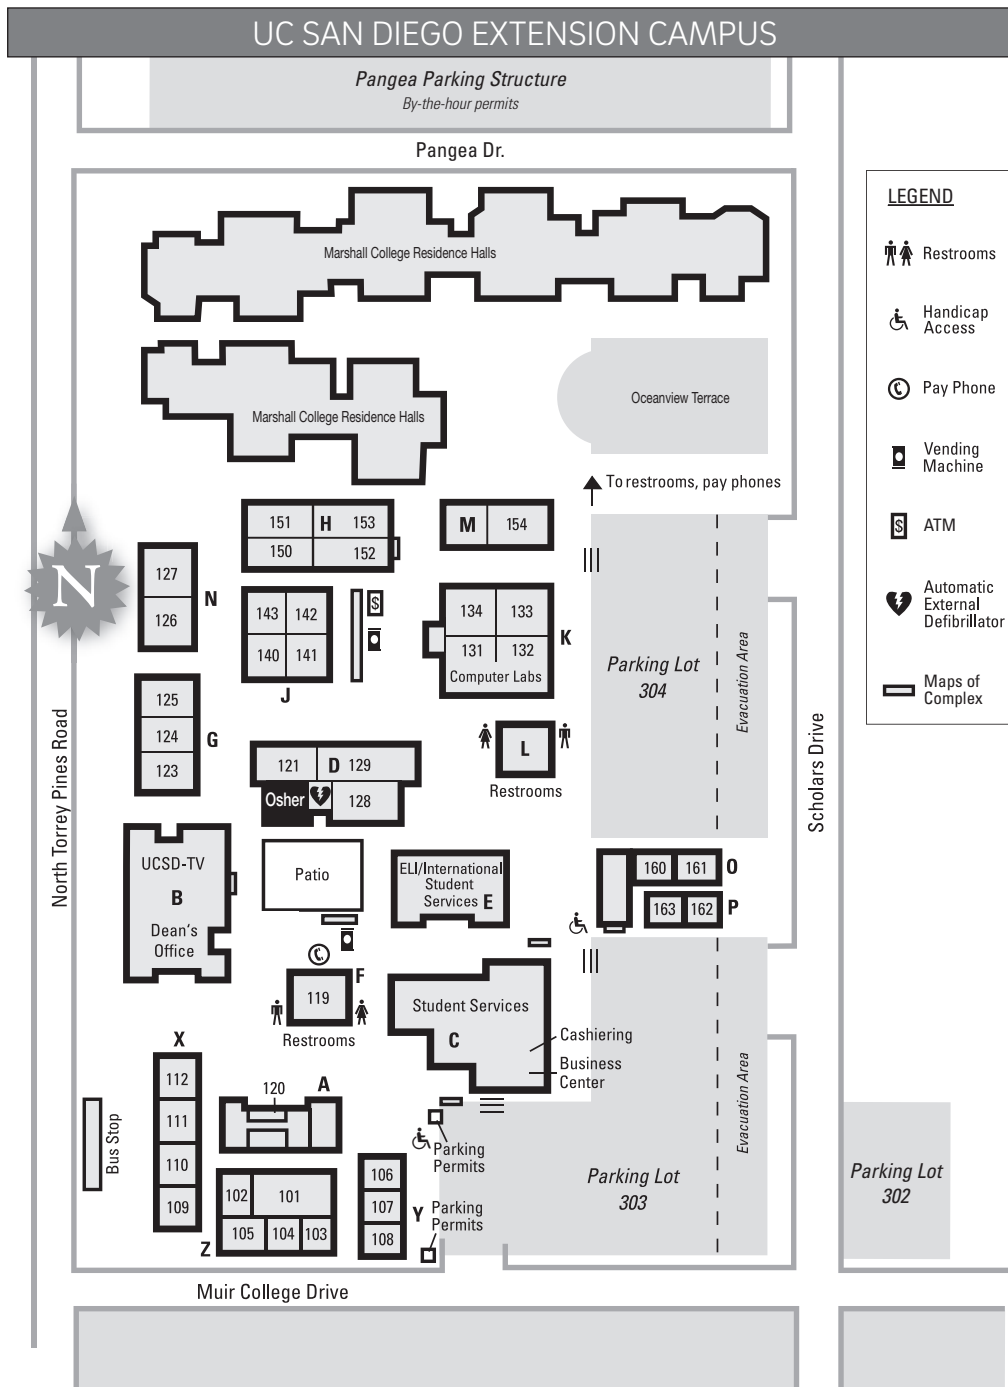 UC SAN DIEGO EXTENSION CAMPUS
Pangea Parking Structure
By-the-hour permits
Pangea Dr.
LEGEND
Restrooms
Handicap
Access
Pay Phone
Vending
Machine
$ ATM
Automatic
External
Defibrillator
Maps of
Complex
Marshall College Residence Halls
Marshall College Residence Halls
Oceanview Terrace
To restrooms, pay phones
151 H 153
150 152
M 154
N
127
126
N
143 142
140 141
J
$
134 133
131 132
Computer Labs
K
Parking Lot
304
Evacuation Area
125
124
123
G
L
Restrooms
121 D 129
Osher
128
North Torrey Pines Road
Scholars Drive
UCSD-TV
B
Dean's
Office
Patio
ELI/International
Student
Services E
160 161 O
163 162 P
F
119
Restrooms
Student Services
C
Cashiering
Business
Center
X
112
111
110
109
Bus Stop
120 A
Parking
Permits
102 101
105 104 103
Z
106
107
108
Y
Parking
Permits
Parking Lot
303
Evacuation Area
Parking Lot
302
Muir College Drive